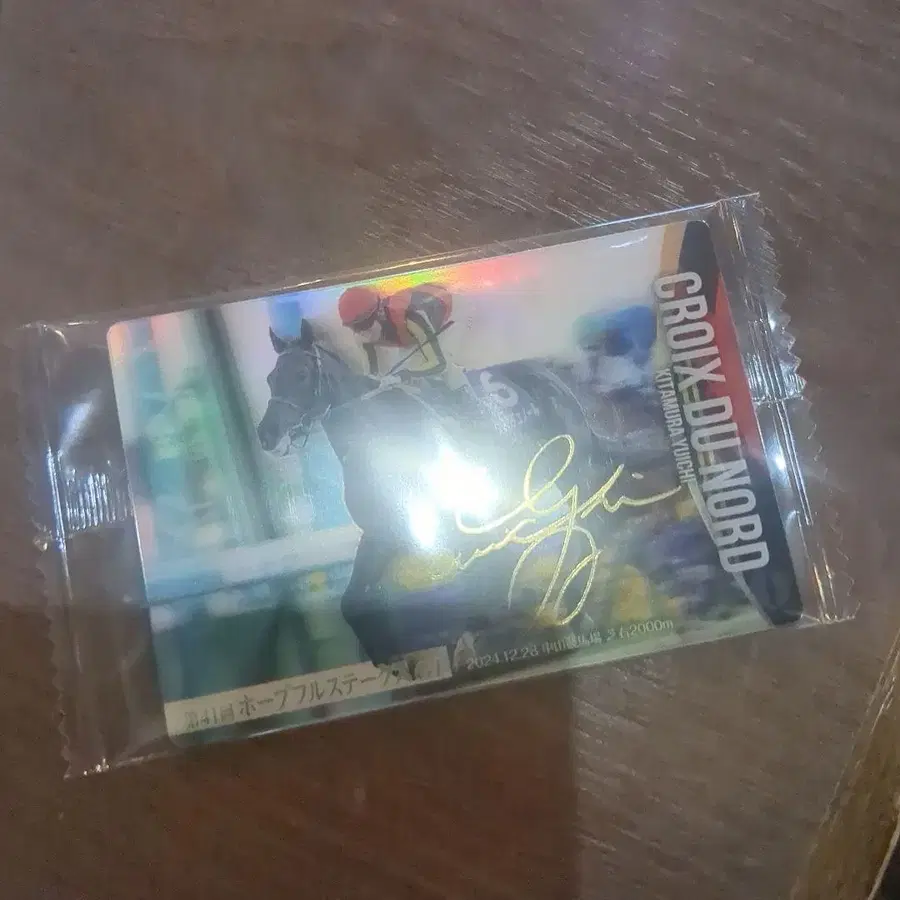 CROIX DU NORD
KITAMURA YUICHI
6
第41回 ホープフルステークス
2024.12.28 中山競馬場 芝右2000m